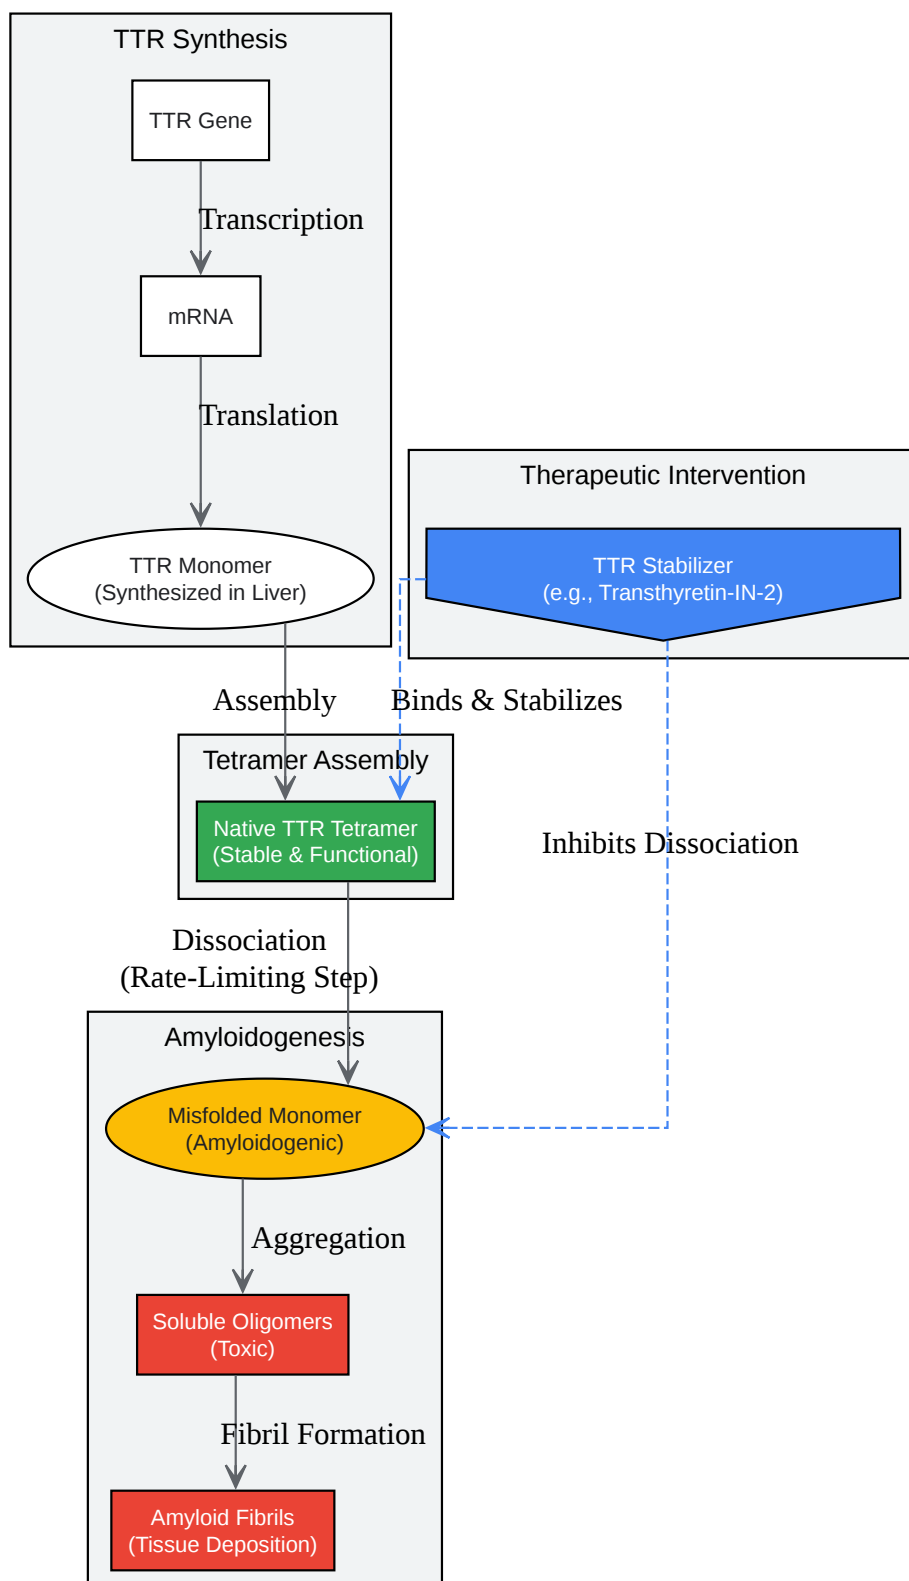 TTR Synthesis
TTR Gene
Transcription
mRNA
Translation
TTR Monomer
(Synthesized in Liver)
Therapeutic Intervention
TTR Stabilizer
(e.g., Transthyretin-IN-2)
Assembly
Binds & Stabilizes
Tetramer Assembly
Native TTR Tetramer
(Stable & Functional)
Inhibits Dissociation
Dissociation
(Rate-Limiting Step)
Amyloidogenesis
Misfolded Monomer
(Amyloidogenic)
Aggregation
Soluble Oligomers
(Toxic)
Fibril Formation
Amyloid Fibrils
(Tissue Deposition)